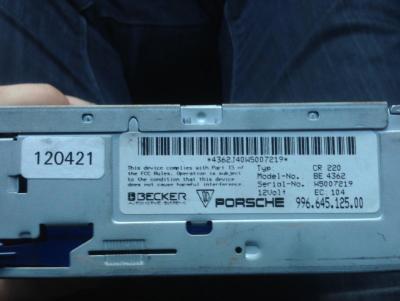 120421
*4362J40W5007219*
This device complies with Part 15 of
the FCC Rules. Operation is subject
to the condition that this device
does not cause harmful interference.
Typ: CR 220
Model-No. BE 4362
Serial-No. W5007219
12Volt EC 104
BECKER
AUTOMOTIVE SYSTEMS
PORSCHE 996.645.125.00